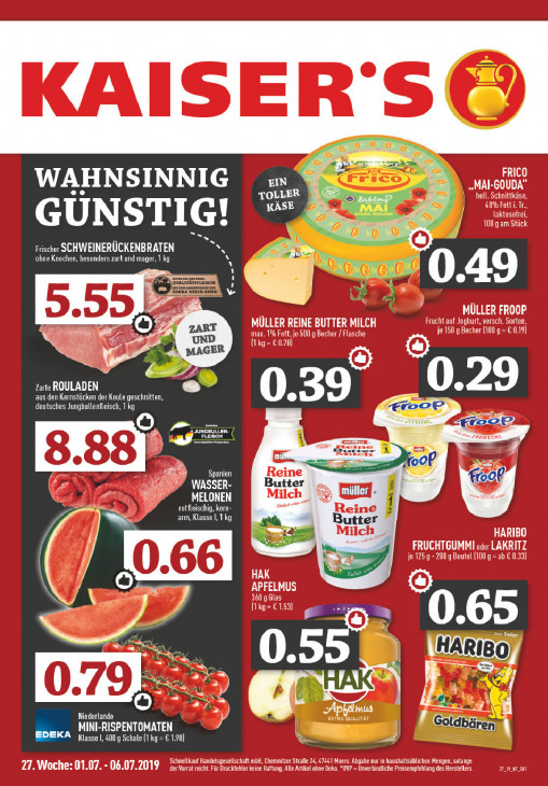 KAISER'S
WAHNSINNIG
GÜNSTIG!
Frischer SCHWEINERÜCKENBRATEN
ohne Knochen, besonders zart und mager, 1 kg
5.55
ZART
UND
MAGER
Zarte ROULADEN
aus den Kernstücken der Keule geschnitten,
deutsches Jungbullenfleisch, 1 kg
8.88
JUNGBULLEN-
FLEISCH
Spanien
WASSER-
MELONEN
rotfleischig, kern-
arm, Klasse I, 1 kg
0.66
0.79
EDEKA
Niederlande
MINI-RISPENTOMATEN
Klasse I, 400 g Schale (1 kg = € 1.98)
EIN
TOLLER
KÄSE
Frico
MAI
FRICO
„MAI-GOUDA"
holl. Schnittkäse,
48% Fett i. Tr.,
laktosefrei,
100 g am Stück
0.49
MÜLLER REINE BUTTER MILCH
max. 1% Fett, je 500 g Becher / Flasche
(1 kg = € 0.78)
0.39
MÜLLER FROOP
Frucht auf Joghurt, versch. Sorten,
je 150 g Becher (100 g = € 0.19)
0.29
Reine
Butter
Milch
müller
Reine
Butter
Milch
Froop
Froop
Froop
Froop
HARIBO
FRUCHTGUMMI oder LAKRITZ
je 125 - 200 g Beutel (100 g = ab € 0.33)
0.65
HARIBO
Goldbären
HAK
APFELMUS
360 g Glas
(1 kg = € 1.53)
0.55
HAK
Apfelmus
EXTRA QUALITÄT
27. Woche: 01.07. - 06.07.2019
Schnellkauf Handelsgesellschaft mbH, Chemnitzer Straße 24, 47441 Moers. Abgabe nur in haushaltsüblichen Mengen, solange
der Vorrat reicht. Für Druckfehler keine Haftung. Alle Artikel ohne Deko. *UVP = Unverbindliche Preisempfehlung des Herstellers.